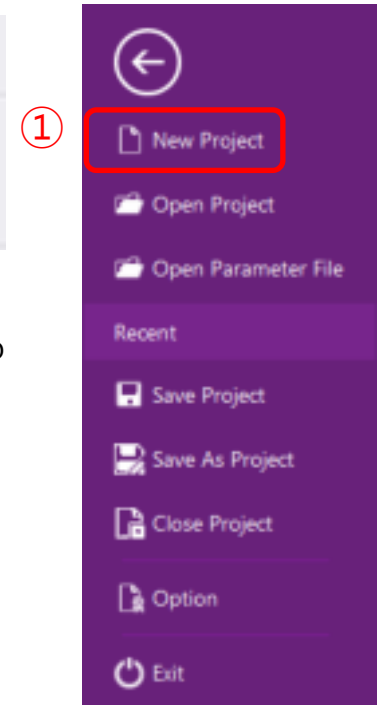 ①
New Project
Open Project
Open Parameter File
Recent
Save Project
Save As Project
Close Project
Option
Exit